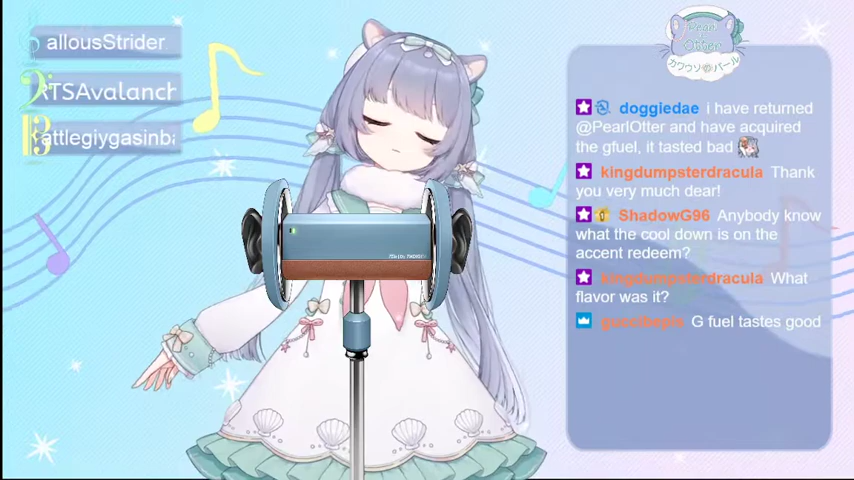 allousStrider
RTSAvalanch
attlegiygasinba
Pearl
Otter
カワウソのパール
doggiedae i have returned
@PearlOtter and have acquired
the gfuel, it tasted bad
kingdumpsterdracula Thank
you very much dear!
ShadowG96 Anybody know
what the cool down is on the
accent redeem?
kingdumpsterdracula What
flavor was it?
G fuel tastes good